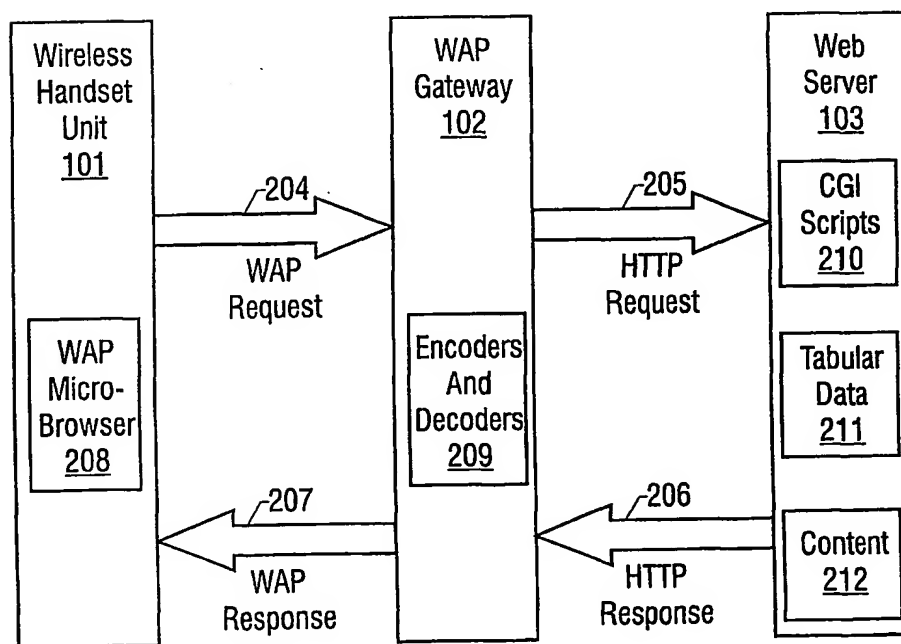 Wireless
Handset
Unit
101
WAP
Gateway
102
Web
Server
103
204
WAP
Request
205
HTTP
Request
CGI
Scripts
210
WAP
Micro-
Browser
208
Encoders
And
Decoders
209
Tabular
Data
211
207
WAP
Response
206
HTTP
Response
Content
212